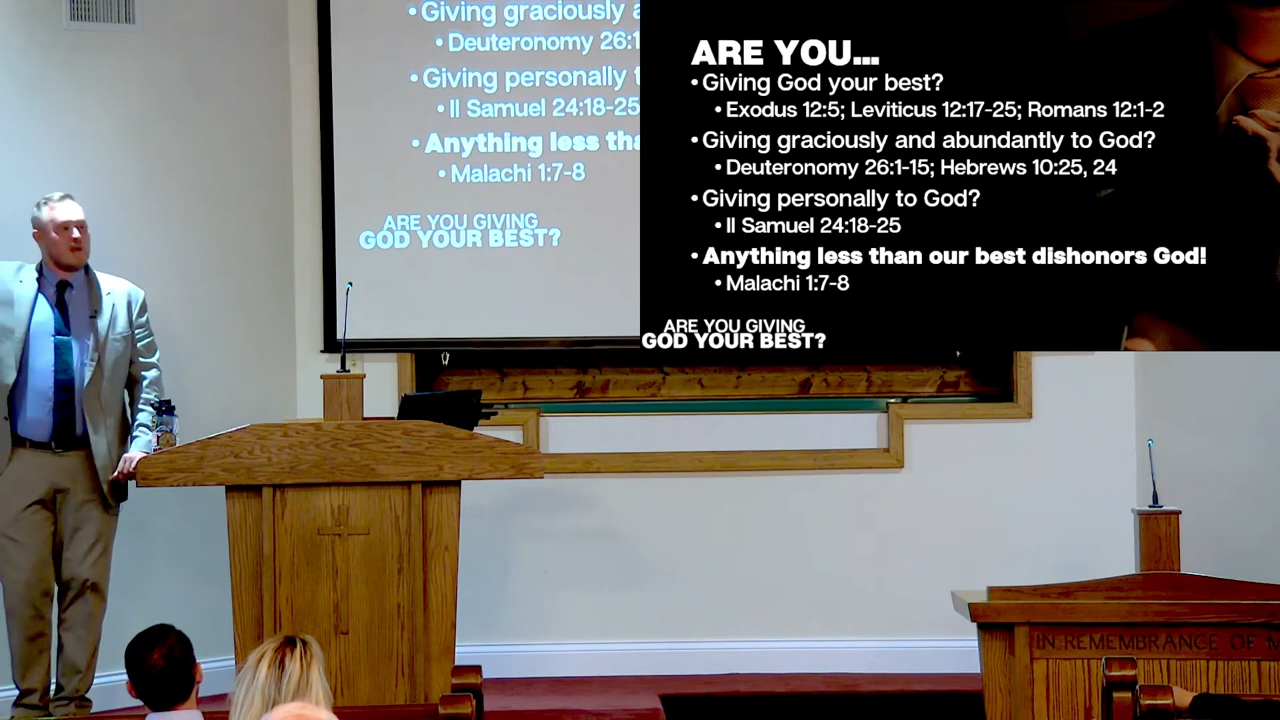 Giving graciously a
Deuteronomy 26:1
Giving personally t
II Samuel 24:18-25
Anything less tha
Malachi 1:7-8
ARE YOU GIVING
GOD YOUR BEST?
ARE YOU...
• Giving God your best?
• Exodus 12:5; Leviticus 12:17-25; Romans 12:1-2
• Giving graciously and abundantly to God?
• Deuteronomy 26:1-15; Hebrews 10:25, 24
• Giving personally to God?
• II Samuel 24:18-25
• Anything less than our best dishonors God!
• Malachi 1:7-8
ARE YOU GIVING
GOD YOUR BEST?
IN REMEMBRANCE OF M